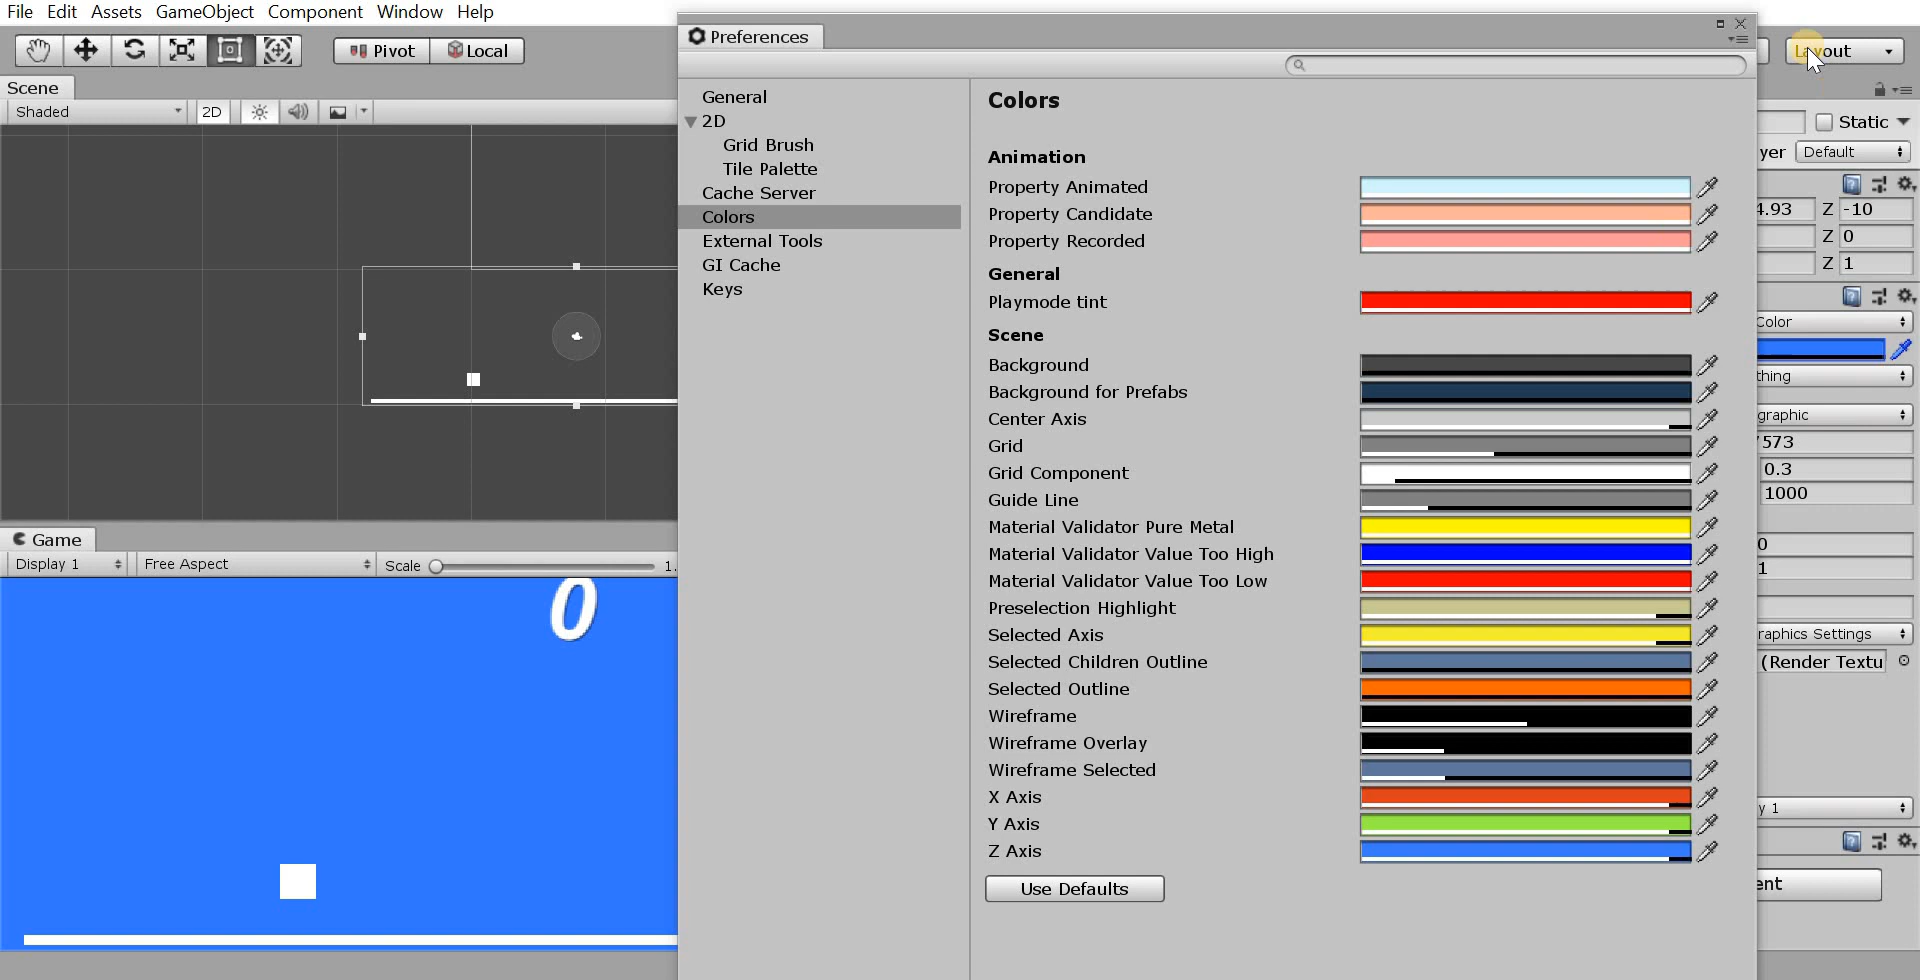 File Edit Assets GameObject Component Window Help
Preferences
Pivot Local
Layout
Scene
Shaded 2D
General
2D
Grid Brush
Tile Palette
Cache Server
Colors
External Tools
GI Cache
Keys
Colors
Animation
Property Animated
Property Candidate
Property Recorded
General
Playmode tint
Scene
Background
Background for Prefabs
Center Axis
Grid
Grid Component
Guide Line
Material Validator Pure Metal
Material Validator Value Too High
Material Validator Value Too Low
Preselection Highlight
Selected Axis
Selected Children Outline
Selected Outline
Wireframe
Wireframe Overlay
Wireframe Selected
X Axis
Y Axis
Z Axis
Use Defaults
Static
yer Default
4.93 Z -10
Z 0
Z 1
Color
thing
graphic
573
0.3
1000
0
1
raphics Settings
(Render Textu
y 1
ent
Game
Display 1 Free Aspect Scale 1.
0